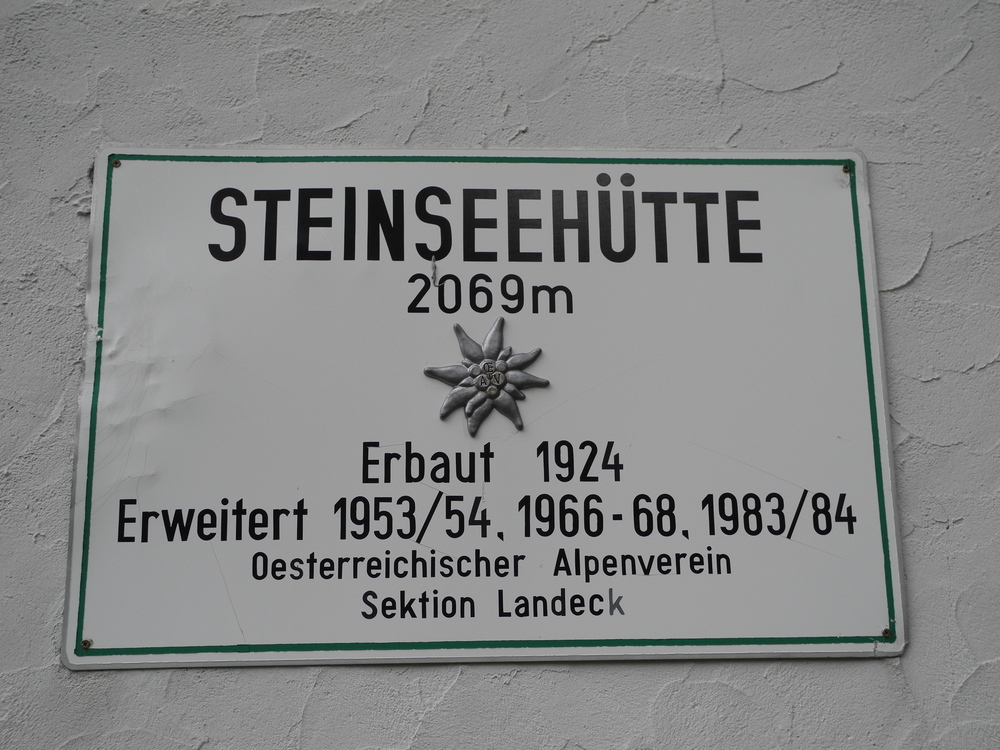 STEINSEEHÜTTE
2069m
Erbaut 1924
Erweitert 1953/54, 1966-68, 1983/84
Oesterreichischer Alpenverein
Sektion Landeck